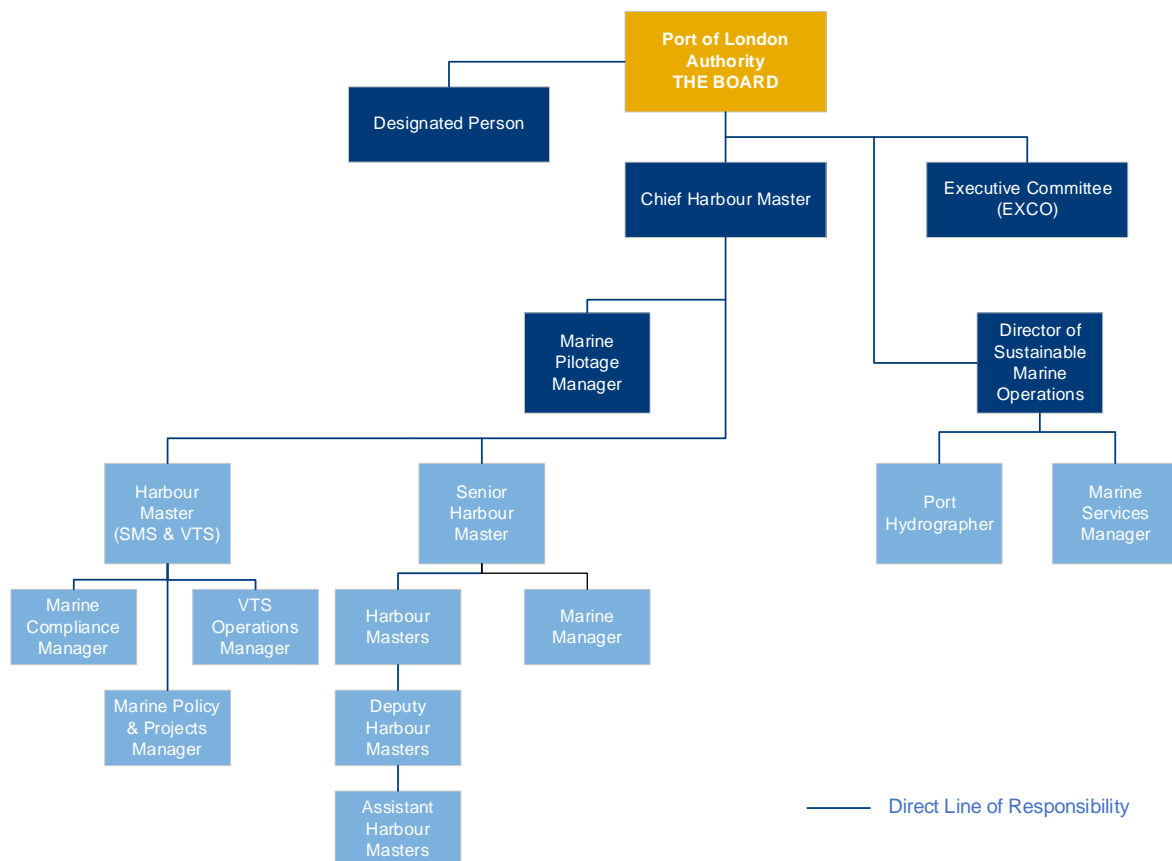 Port of London
Authority
THE BOARD
Designated Person
Chief Harbour Master
Executive Committee
(EXCO)
Marine
Pilotage
Manager
Director of
Sustainable
Marine
Operations
Harbour
Master
(SMS & VTS)
Senior
Harbour
Master
Port
Hydrographer
Marine
Services
Manager
Marine
Compliance
Manager
VTS
Operations
Manager
Harbour
Masters
Marine
Manager
Marine Policy
& Projects
Manager
Deputy
Harbour
Masters
Assistant
Harbour
Masters
Direct Line of Responsibility